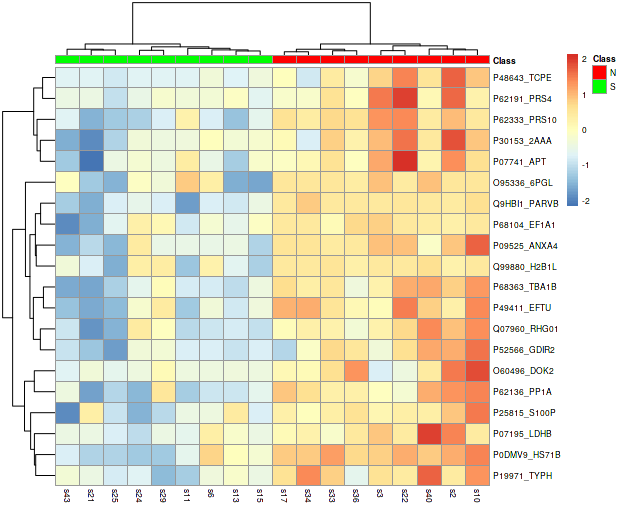 Class
P48643_TCPE
P62191_PRS4
P62333_PRS10
P30153_2AAA
P07741_APT
O95336_6PGL
Q9HBI1_PARVB
P68104_EF1A1
P09525_ANXA4
Q99880_H2B1L
P68363_TBA1B
P49411_EFTU
Q07960_RHG01
P52566_GDIR2
O60496_DOK2
P62136_PP1A
P25815_S100P
P07195_LDHB
P0DMV9_HS71B
P19971_TYPH
s43 s21 s25 s24 s29 s11 s6 s13 s15 s17 s34 s33 s36 s3 s22 s40 s2 s10
2
1
0
-1
-2
Class
N
S